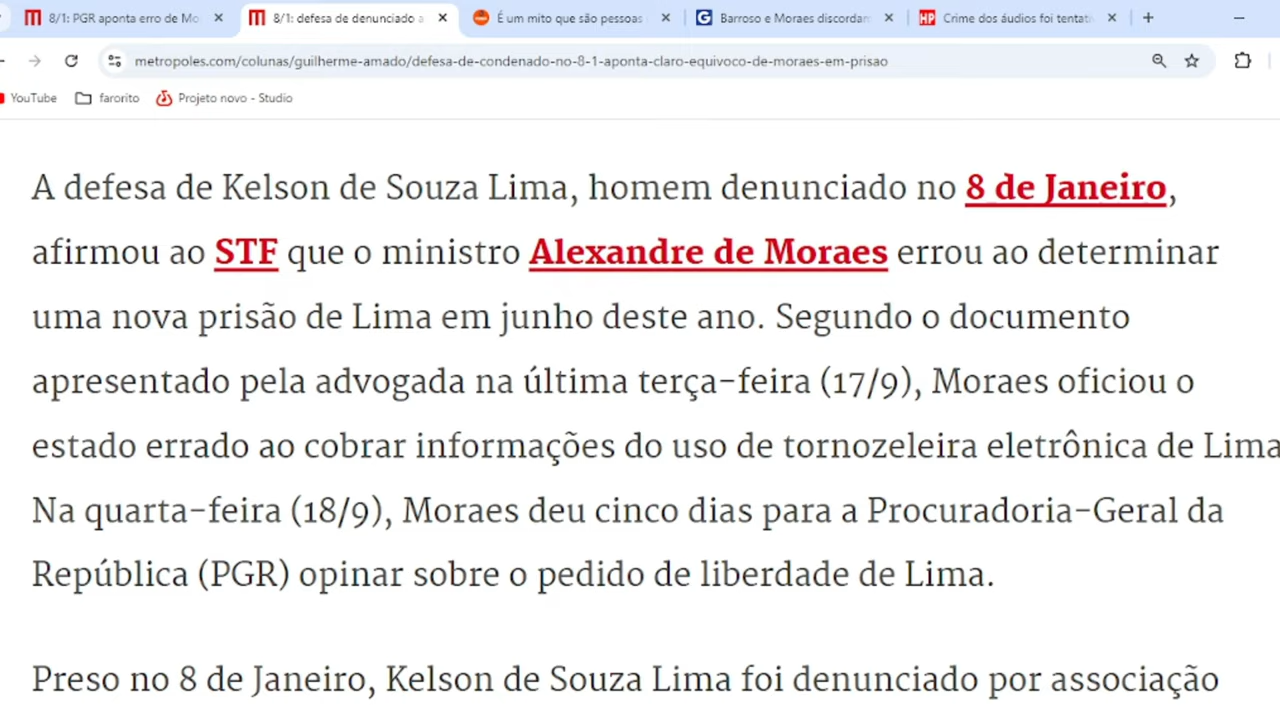 8/1: PGR aponta erro de Mo
8/1: defesa de denunciado a
É um mito que são pessoas
Barroso e Moraes discordam
Crime dos áudios foi tentati
metropoles.com/colunas/guilherme-amado/defesa-de-condenado-no-8-1-aponta-claro-equivoco-de-moraes-em-prisao
YouTube
farorito
Projeto novo - Studio
A defesa de Kelson de Souza Lima, homem denunciado no 8 de Janeiro,
afirmou ao STF que o ministro Alexandre de Moraes errou ao determinar
uma nova prisão de Lima em junho deste ano. Segundo o documento
apresentado pela advogada na última terça-feira (17/9), Moraes oficiou o
estado errado ao cobrar informações do uso de tornozeleira eletrônica de Lima
Na quarta-feira (18/9), Moraes deu cinco dias para a Procuradoria-Geral da
República (PGR) opinar sobre o pedido de liberdade de Lima.
Preso no 8 de Janeiro, Kelson de Souza Lima foi denunciado por associação